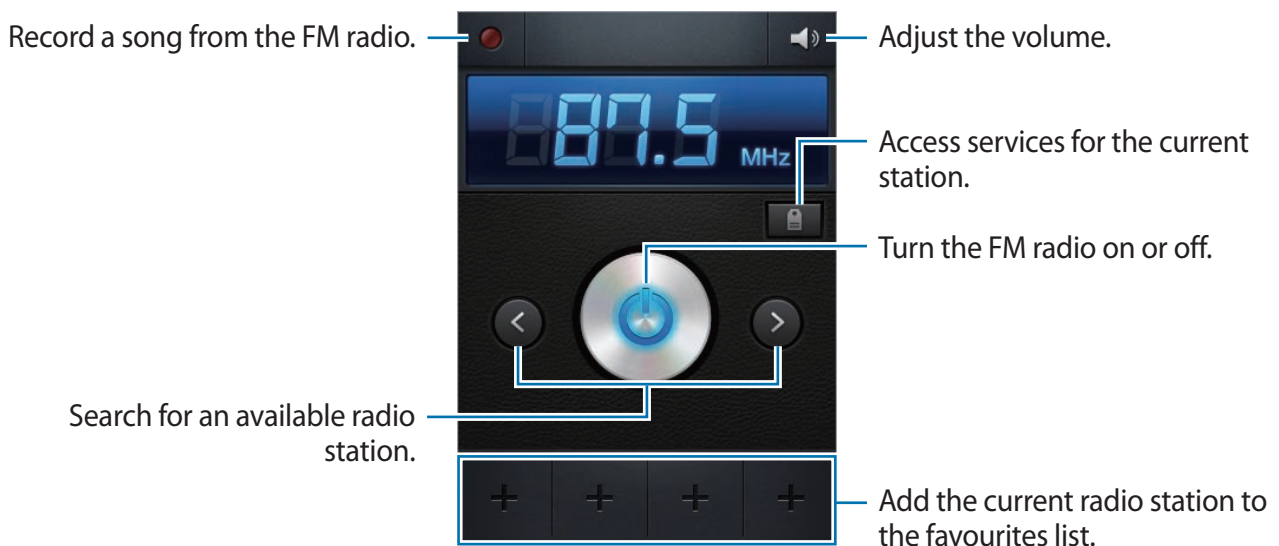 Record a song from the FM radio.
Adjust the volume.
87.5 MHz
Access services for the current
station.
Turn the FM radio on or off.
Search for an available radio
station.
Add the current radio station to
the favourites list.